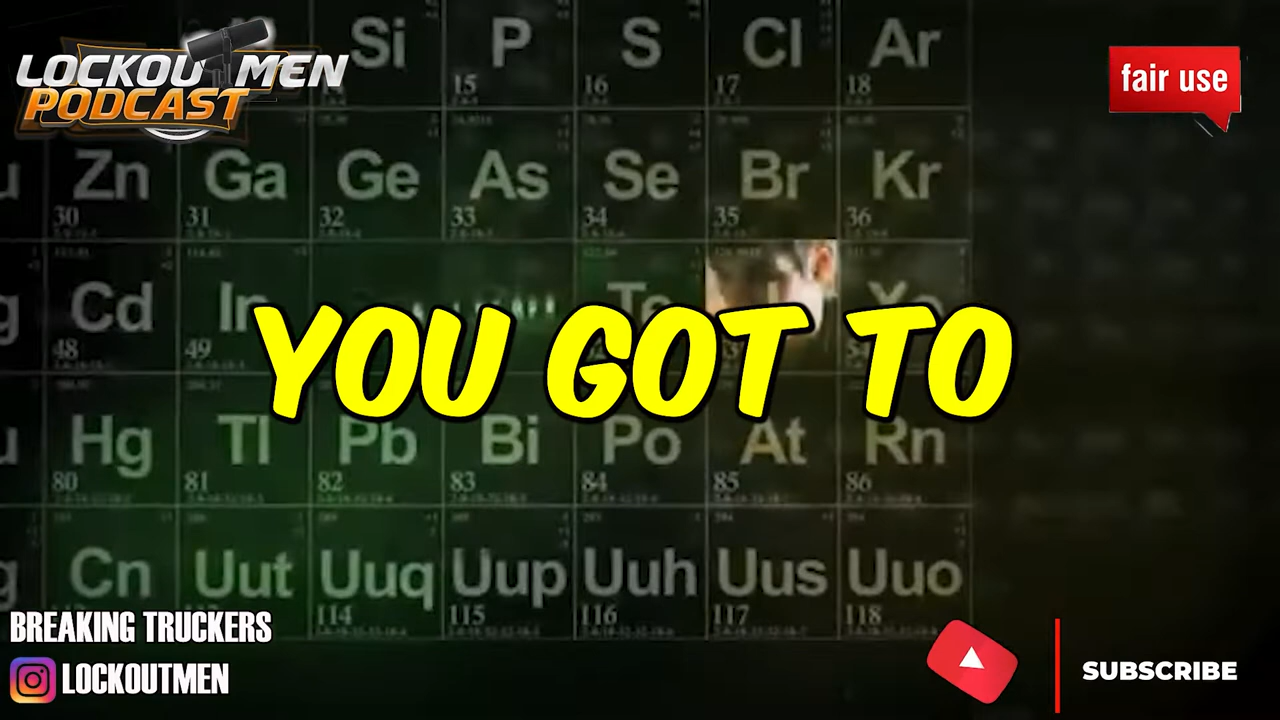 LOCKOUTMEN
PODCAST
fair use
Si P S Cl Ar
15 16 17 18
Zn Ga Ge As Se Br Kr
30 31 32 33 34 35 36
Cd In
48 49
YOU GOT TO
Hg Tl Pb Bi Po At Rn
80 81 82 83 84 85 86
Cn Uut Uuq Uup Uuh Uus Uuo
114 115 116 117 118
BREAKING TRUCKERS
LOCKOUTMEN
SUBSCRIBE